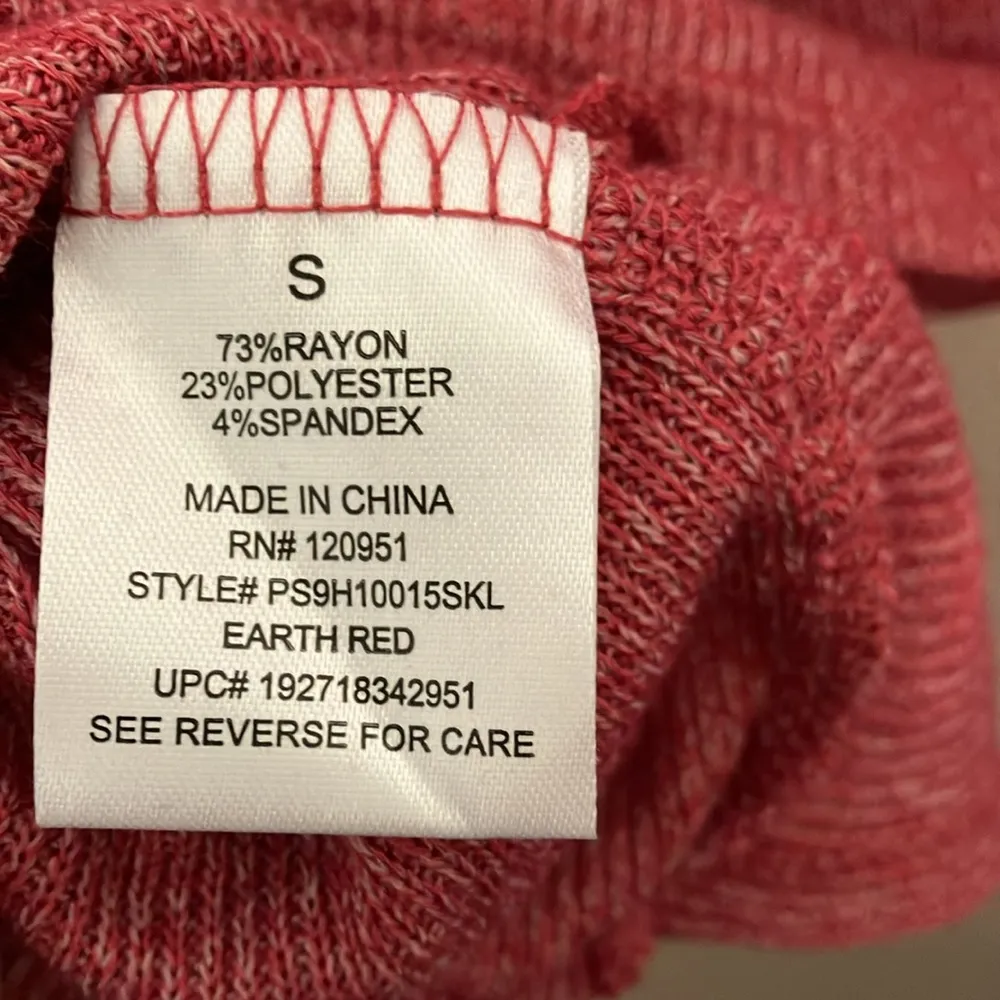 S
73%RAYON
23%POLYESTER
4%SPANDEX
MADE IN CHINA
RN# 120951
STYLE# PS9H10015SKL
EARTH RED
UPC# 192718342951
SEE REVERSE FOR CARE